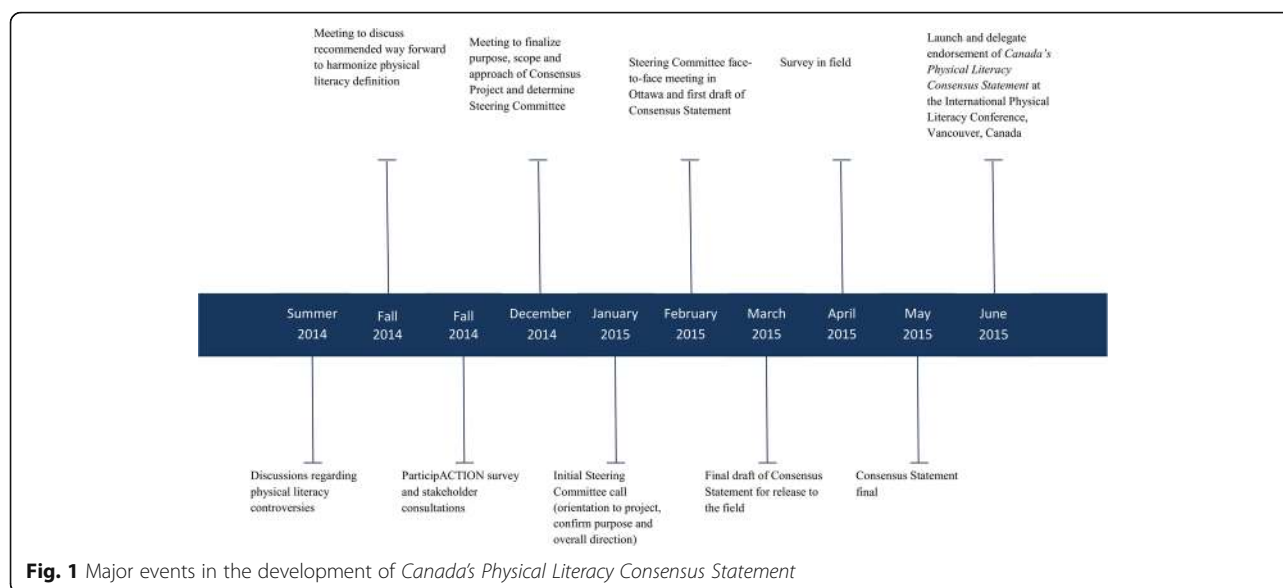 Meeting to discuss
recommended way forward
to harmonize physical
literacy definition
Meeting to finalize
purpose, scope and
approach of Consensus
Project and determine
Steering Committee
Steering Committee face-
to-face meeting in
Ottawa and first draft of
Consensus Statement
Survey in field
Launch and delegate
endorsement of Canada's
Physical Literacy
Consensus Statement at
the International Physical
Literacy Conference,
Vancouver, Canada
Summer
2014
Fall
2014
Fall
2014
December
2014
January
2015
February
2015
March
2015
April
2015
May
2015
June
2015
Discussions regarding
physical literacy
controversies
ParticipACTION survey
and stakeholder
consultations
Initial Steering
Committee call
(orientation to project,
confirm purpose and
overall direction)
Final draft of Consensus
Statement for release to
the field
Consensus Statement
final
Fig. 1 Major events in the development of Canada's Physical Literacy Consensus Statement